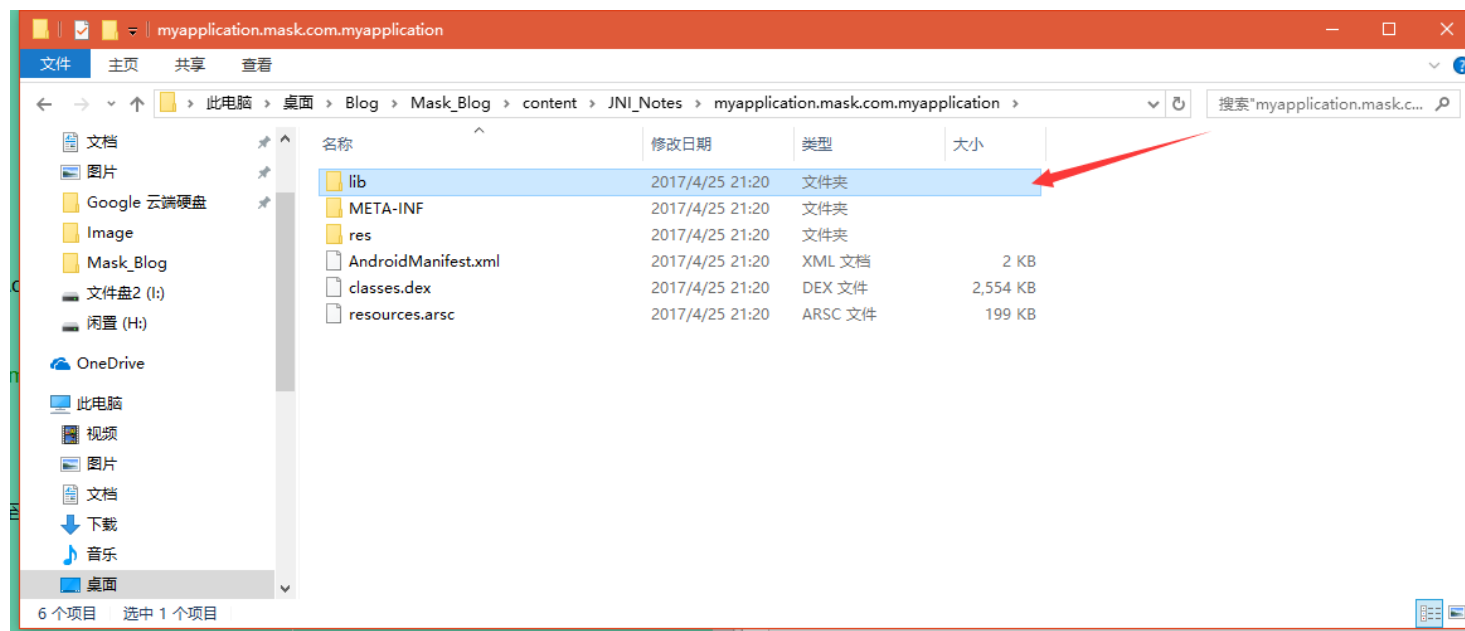 myapplication.mask.com.myapplication
文件 主页 共享 查看
此电脑 › 桌面 › Blog › Mask_Blog › content › JNI_Notes › myapplication.mask.com.myapplication › 搜索"myapplication.mask.c...
文档
图片
Google 云端硬盘
Image
Mask_Blog
文件盘2 (I:)
闲置 (H:)
OneDrive
此电脑
视频
图片
文档
下载
音乐
桌面
名称 修改日期 类型 大小
lib 2017/4/25 21:20 文件夹
META-INF 2017/4/25 21:20 文件夹
res 2017/4/25 21:20 文件夹
AndroidManifest.xml 2017/4/25 21:20 XML 文档 2 KB
classes.dex 2017/4/25 21:20 DEX 文件 2,554 KB
resources.arsc 2017/4/25 21:20 ARSC 文件 199 KB
6 个项目 选中 1 个项目